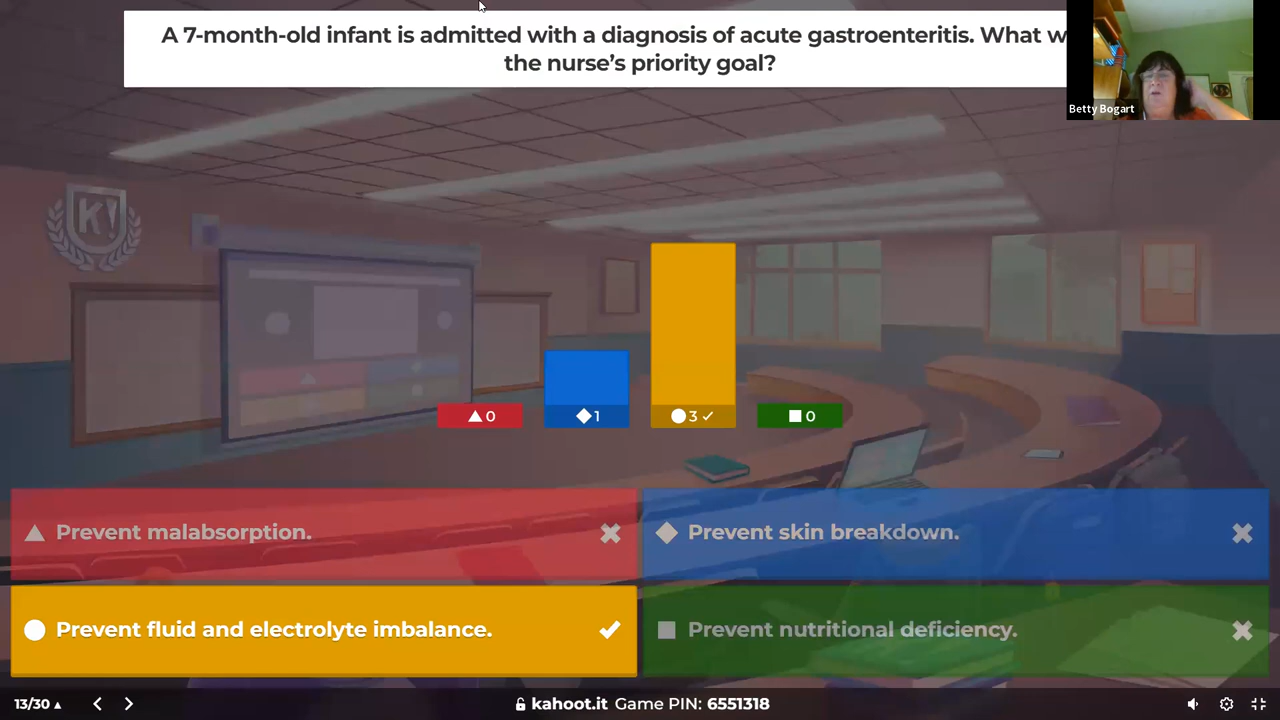 A 7-month-old infant is admitted with a diagnosis of acute gastroenteritis. What w
the nurse's priority goal?
Betty Bogart
K!
0
1
3
0
Prevent malabsorption.
Prevent skin breakdown.
Prevent fluid and electrolyte imbalance.
Prevent nutritional deficiency.
13/30
kahoot.it Game PIN: 6551318